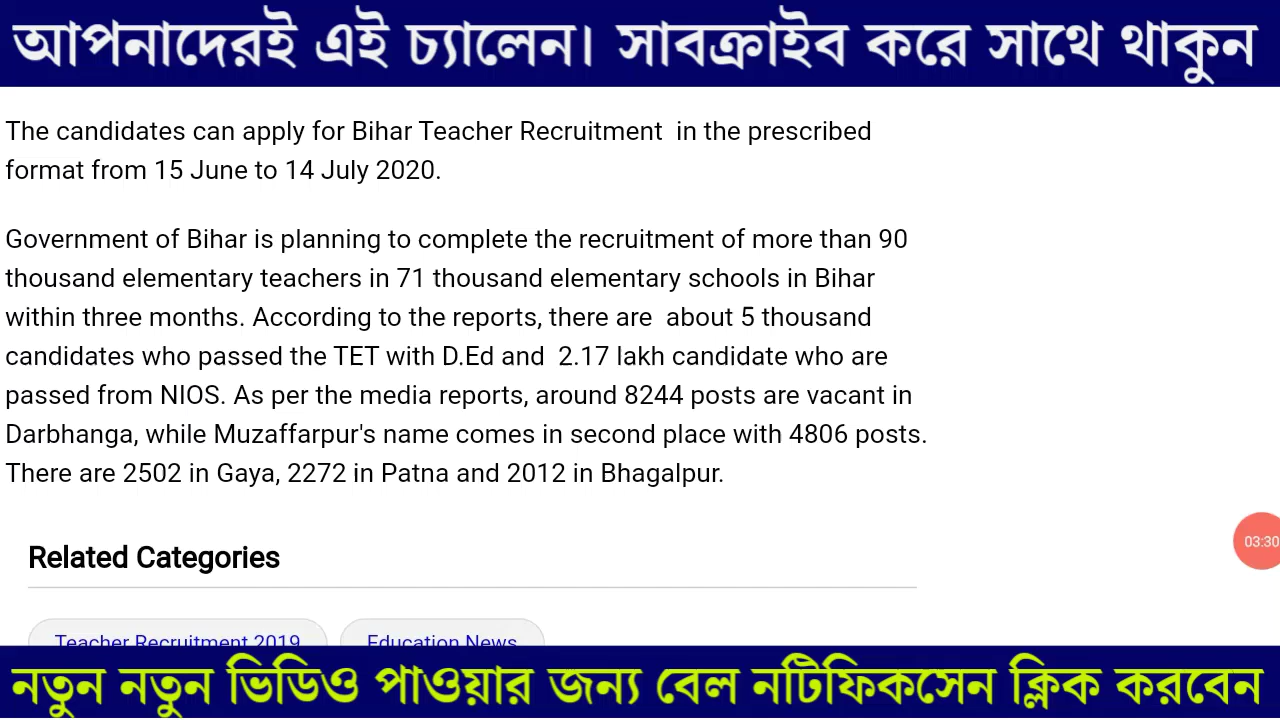 আপনাদেরই এই চ্যালেন। সাবক্রাইব করে সাথে থাকুন
The candidates can apply for Bihar Teacher Recruitment in the prescribed
format from 15 June to 14 July 2020.
Government of Bihar is planning to complete the recruitment of more than 90
thousand elementary teachers in 71 thousand elementary schools in Bihar
within three months. According to the reports, there are about 5 thousand
candidates who passed the TET with D.Ed and 2.17 lakh candidate who are
passed from NIOS. As per the media reports, around 8244 posts are vacant in
Darbhanga, while Muzaffarpur's name comes in second place with 4806 posts.
There are 2502 in Gaya, 2272 in Patna and 2012 in Bhagalpur.
03:30
Related Categories
Teacher Recruitment 2019 Education News
নতুন নতুন ভিডিও পাওয়ার জন্য বেল নটিফিকসেন ক্লিক করবেন